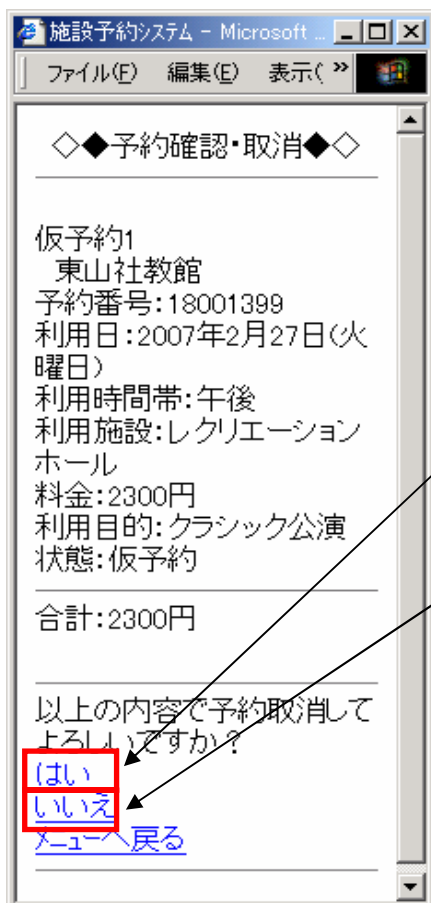 施設予約システム - Microsoft ...
ファイル(F) 編集(E) 表示( »
◇◆予約確認・取消◆◇
仮予約1
東山社教館
予約番号:18001399
利用日:2007年2月27日(火
曜日)
利用時間帯:午後
利用施設:レクリエーション
ホール
料金:2300円
利用目的:クラシック公演
状態:仮予約
合計:2300円
以上の内容で予約取消して
よろしいですか?
はい
いいえ
メニューへ戻る